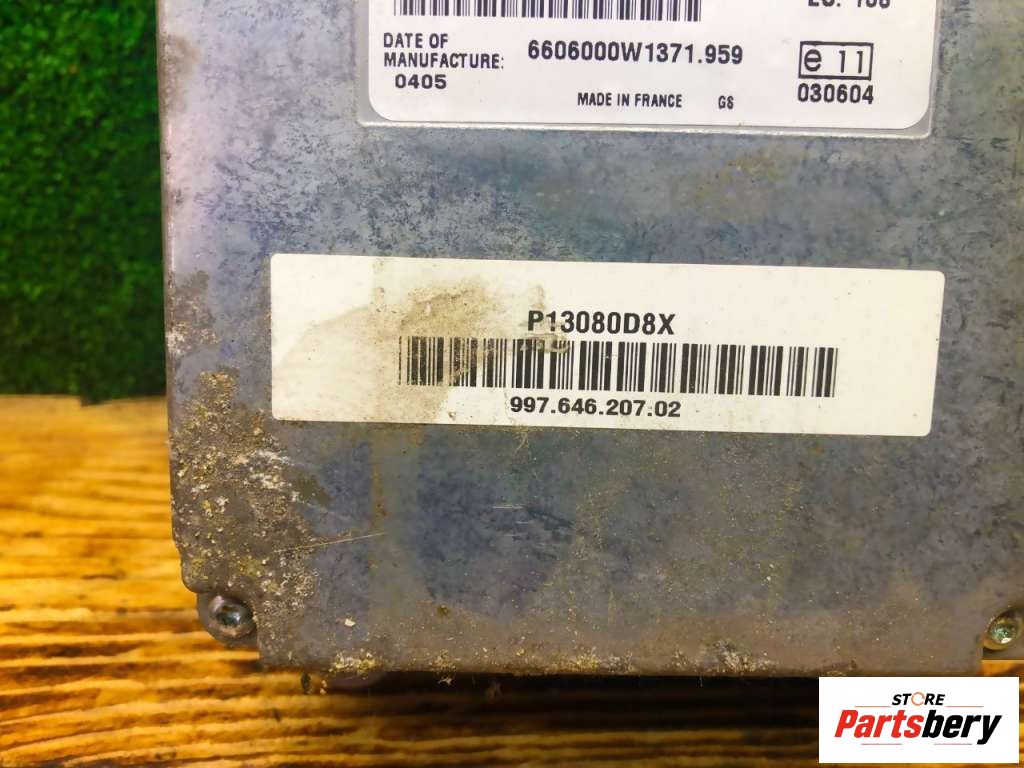 DATE OF
MANUFACTURE:
0405
6606000W1371.959
e 11
030604
MADE IN FRANCE GS
P13080D8X
997.646.207.02
STORE
Partsbery